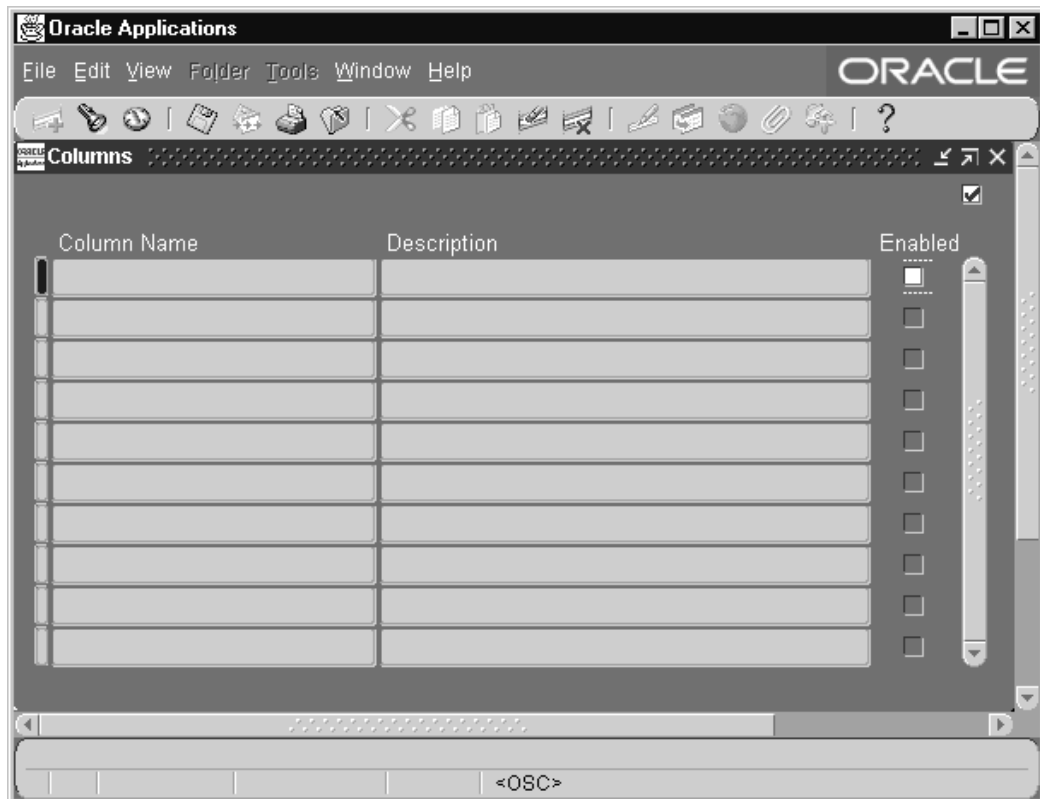 Oracle Applications
File Edit View Folder Tools Window Help
ORACLE
?
Columns
Column Name Description Enabled
<OSC>